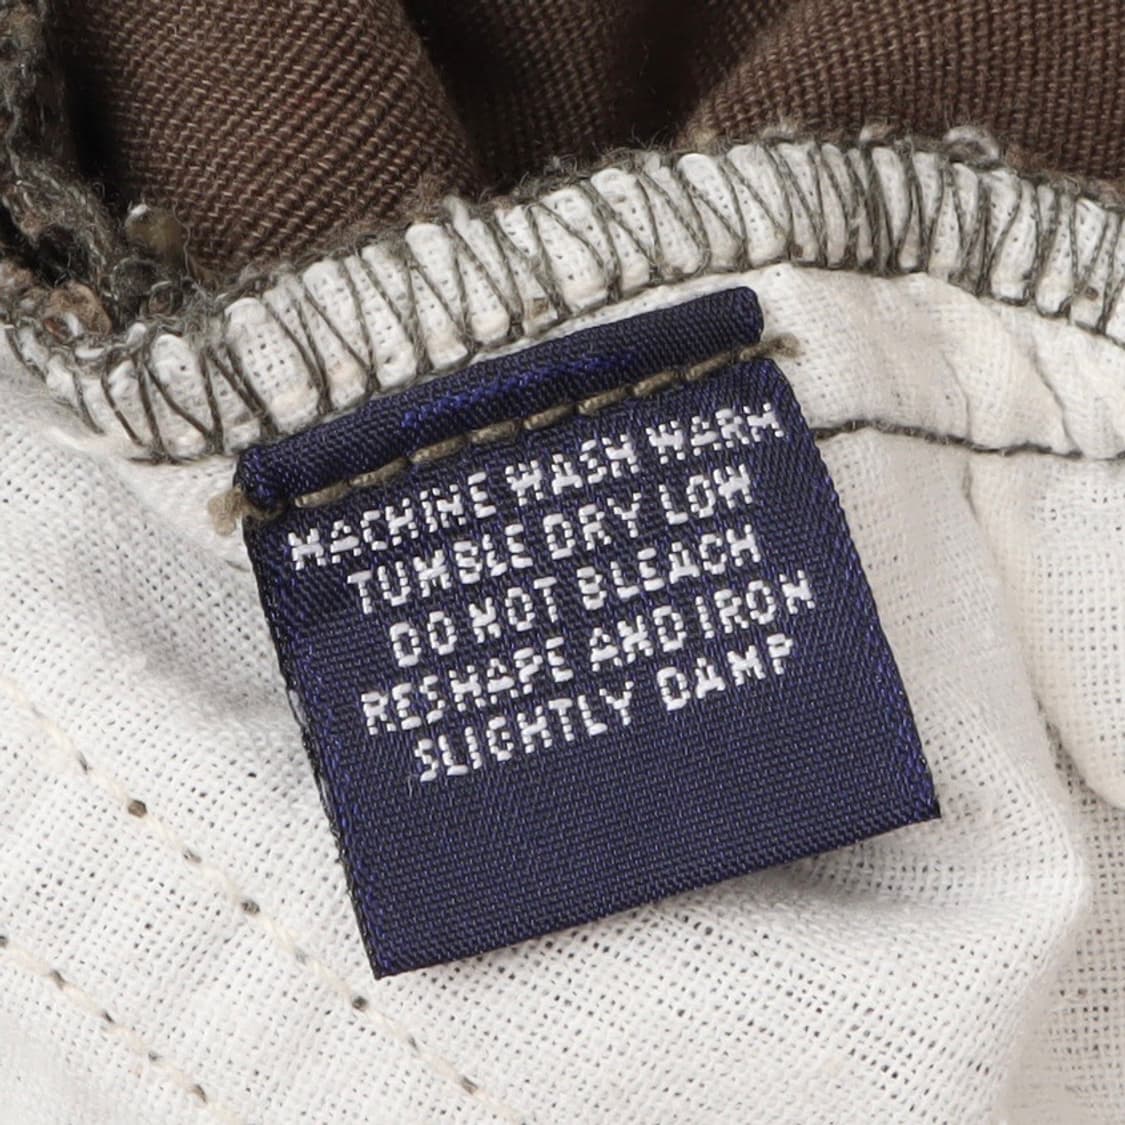 MACHINE WASH WARM
TUMBLE DRY LOW
DO NOT BLEACH
RESHAPE AND IRON
SLIGHTLY DAMP